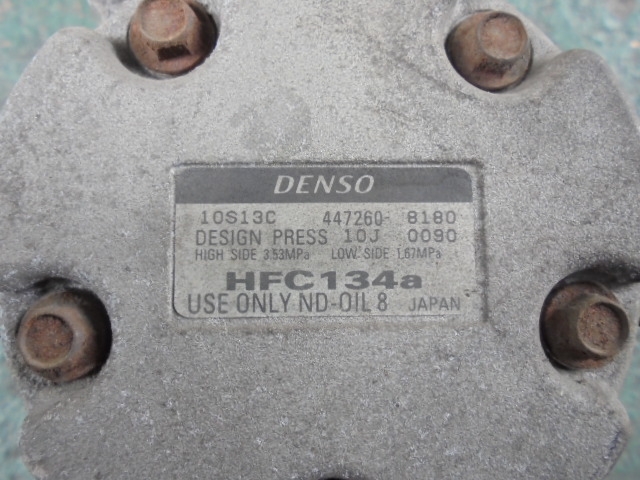 DENSO
10S13C 447260- 8180
DESIGN PRESS 10J 0090
HIGH SIDE 3.53MPa LOW SIDE 1.67MPa
HFC134a
USE ONLY ND-OIL 8 JAPAN